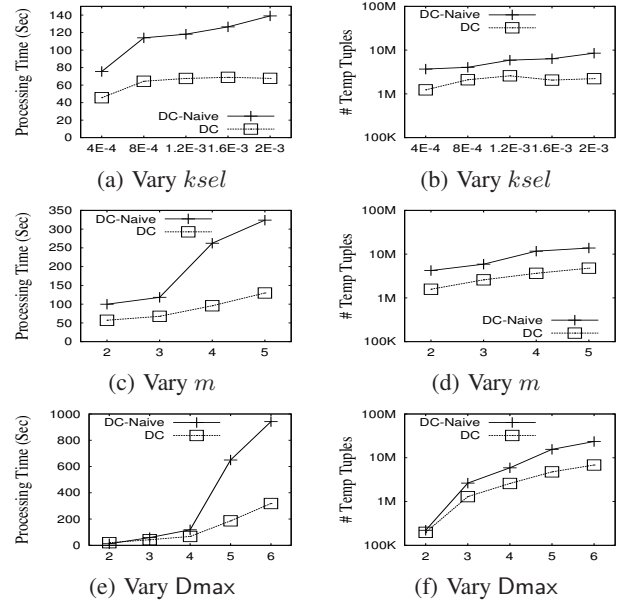 Processing Time (Sec)
140
120
100
80
60
40
20
0
DC-Naive
DC
4E-4 8E-4 1.2E-3 1.6E-3 2E-3
(a) Vary ksel
# Temp Tuples
100M
10M
1M
100K
DC-Naive
DC
4E-4 8E-4 1.2E-3 1.6E-3 2E-3
(b) Vary ksel
Processing Time (Sec)
350
300
250
200
150
100
50
0
DC-Naive
DC
2 3 4 5
(c) Vary m
# Temp Tuples
100M
10M
1M
100K
DC-Naive
DC
2 3 4 5
(d) Vary m
Processing Time (Sec)
1000
800
600
400
200
0
DC-Naive
DC
2 3 4 5 6
(e) Vary Dmax
# Temp Tuples
100M
10M
1M
100K
DC-Naive
DC
2 3 4 5 6
(f) Vary Dmax